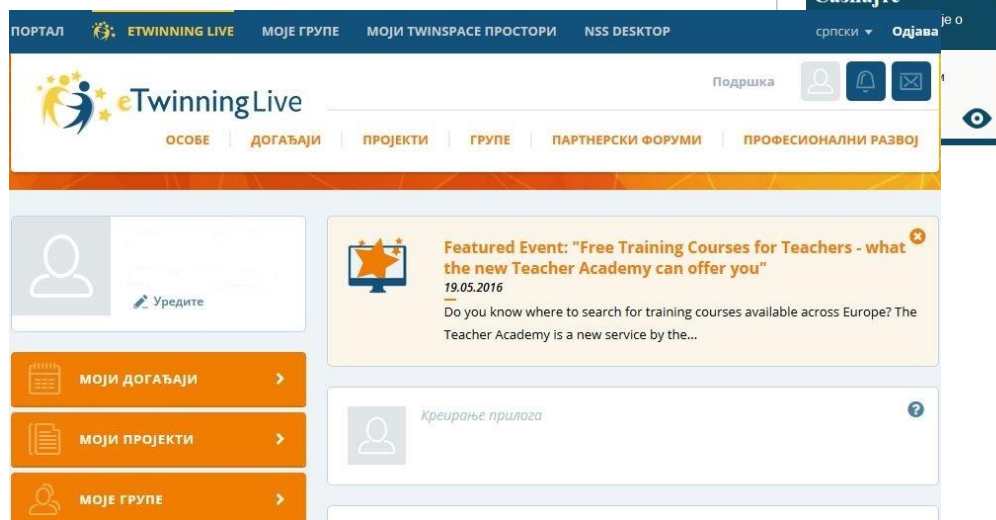 Сазнајте
је о
и
ПОРТАЛ ETWINNING LIVE МОЈЕ ГРУПЕ МОЈИ TWINSPACE ПРОСТОРИ NSS DESKTOP српски Одјава
eTwinningLive
Подршка
ОСОБЕ ДОГАЂАЈИ ПРОЈЕКТИ ГРУПЕ ПАРТНЕРСКИ ФОРУМИ ПРОФЕСИОНАЛНИ РАЗВОЈ
Уредите
Featured Event: "Free Training Courses for Teachers - what
the new Teacher Academy can offer you"
19.05.2016
Do you know where to search for training courses available across Europe? The
Teacher Academy is a new service by the...
МОЈИ ДОГАЂАЈИ
МОЈИ ПРОЈЕКТИ
МОЈЕ ГРУПЕ
Креирање прилога